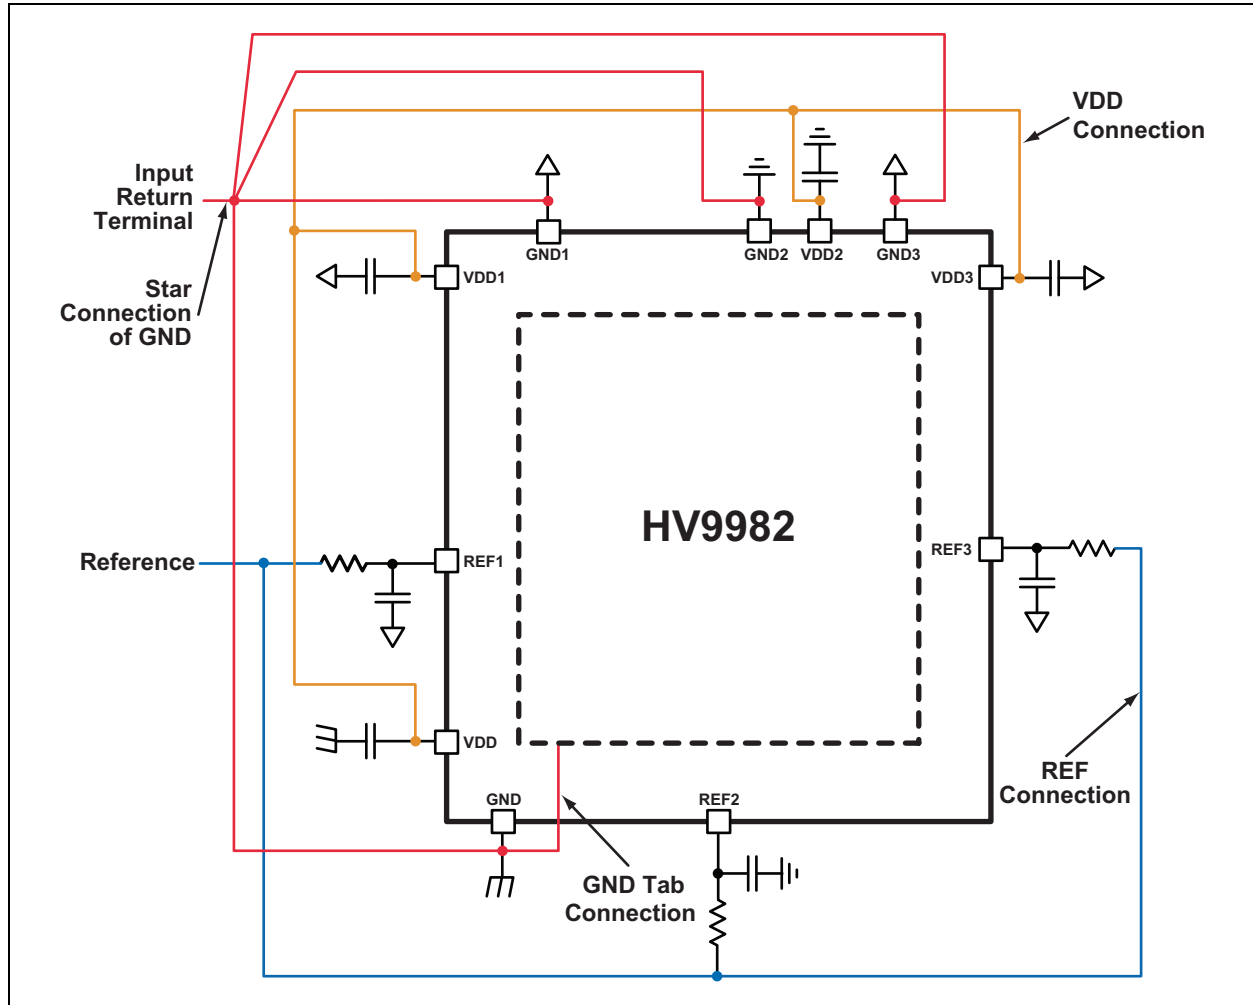 VDD
Connection
Input
Return
Terminal
GND1
GND2
VDD2
GND3
VDD1
VDD3
Star
Connection
of GND
HV9982
Reference
REF1
REF3
VDD
REF
Connection
GND
REF2
GND Tab
Connection